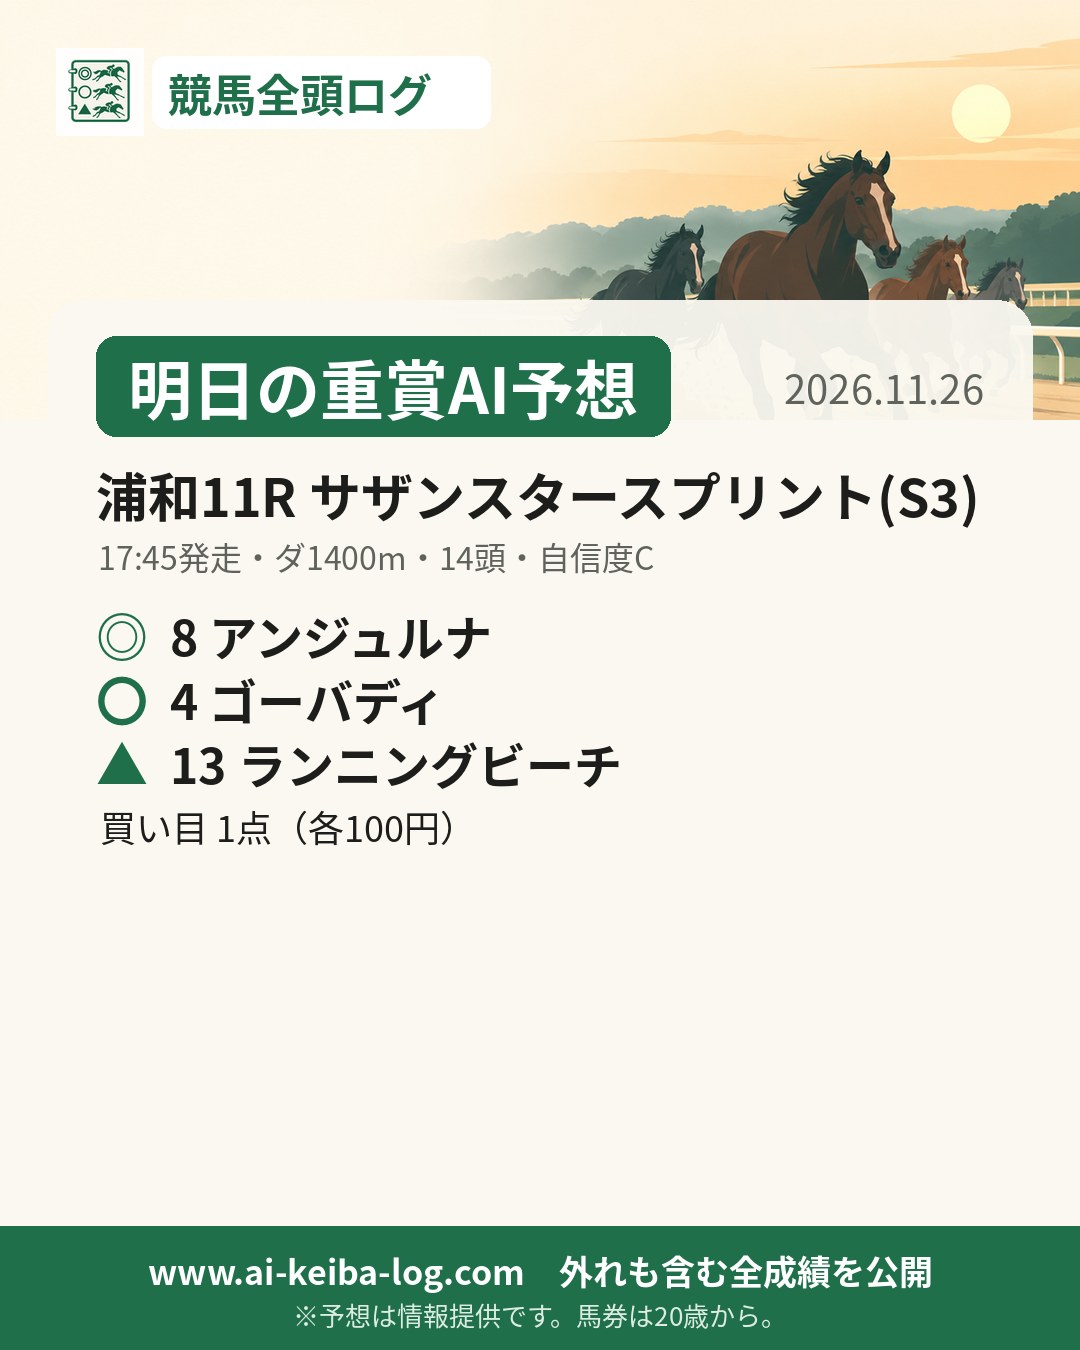 競馬全頭ログ
明日の重賞AI予想
2026.11.26
浦和11R サザンスタースプリント(S3)
17:45発走・ダ1400m・14頭・自信度C
◎ 8 アンジュルナ
○ 4 ゴーバディ
▲ 13 ランニングビーチ
買い目 1点（各100円）
www.ai-keiba-log.com 外れも含む全成績を公開
※予想は情報提供です。馬券は20歳から。